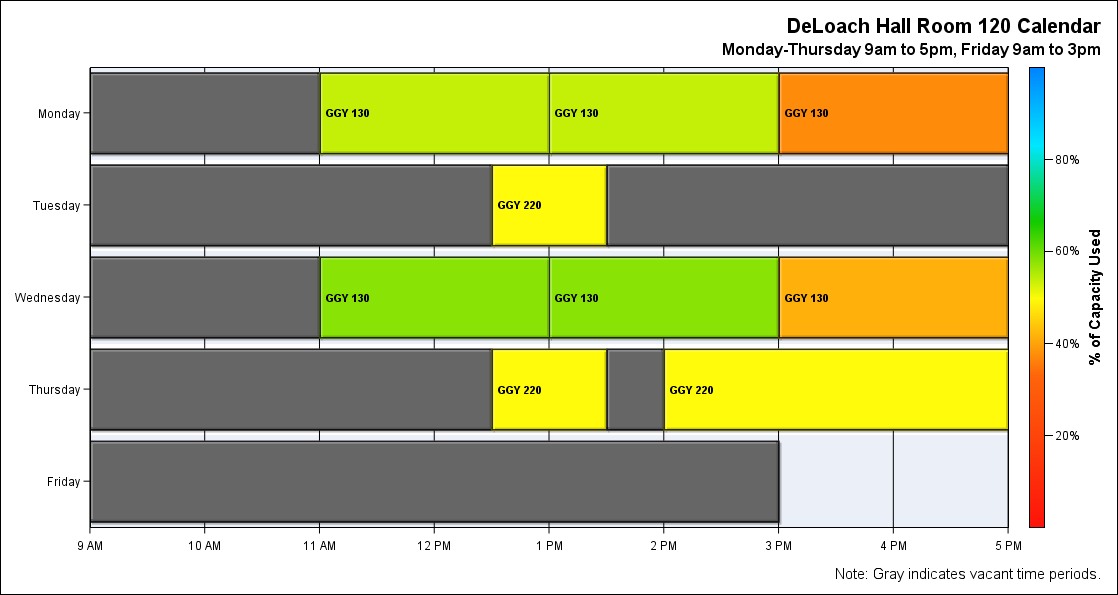 DeLoach Hall Room 120 Calendar
Monday-Thursday 9am to 5pm, Friday 9am to 3pm
Monday
GGY 130
GGY 130
GGY 130
Tuesday
GGY 220
Wednesday
GGY 130
GGY 130
GGY 130
Thursday
GGY 220
GGY 220
Friday
9 AM
10 AM
11 AM
12 PM
1 PM
2 PM
3 PM
4 PM
5 PM
80%
60%
40%
20%
% of Capacity Used
Note: Gray indicates vacant time periods.